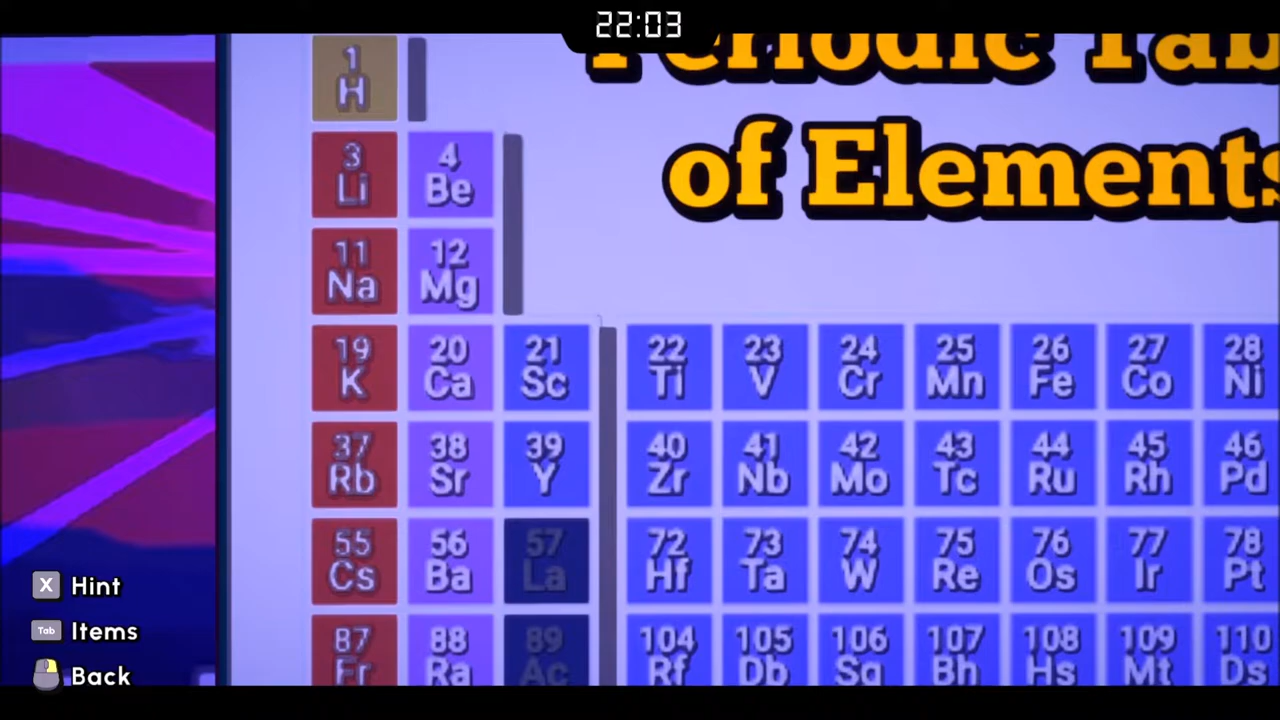 22:03
Periodic Tab
of Elements
1
H
3 4
Li Be
11 12
Na Mg
19 20 21 22 23 24 25 26 27 28
K Ca Sc Ti V Cr Mn Fe Co Ni
37 38 39 40 41 42 43 44 45 46
Rb Sr Y Zr Nb Mo Tc Ru Rh Pd
55 56 57 72 73 74 75 76 77 78
Cs Ba La Hf Ta W Re Os Ir Pt
87 88 89 104 105 106 107 108 109 110
Fr Ra Ac Rf Db Sg Bh Hs Mt Ds
X Hint
Tab Items
Back